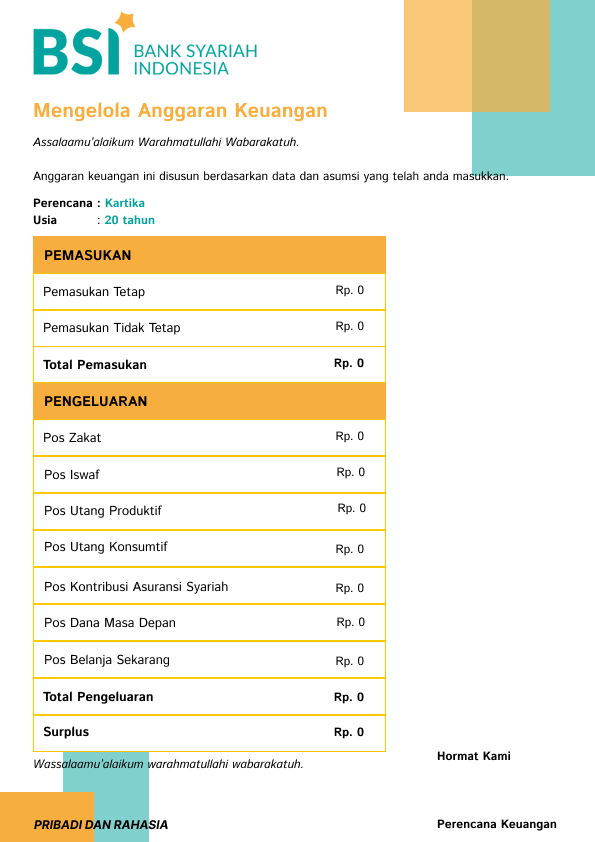 BSI BANK SYARIAH
INDONESIA
Mengelola Anggaran Keuangan
Assalaamu'alaikum Warahmatullahi Wabarakatuh.
Anggaran keuangan ini disusun berdasarkan data dan asumsi yang telah anda masukkan.
Perencana : Kartika
Usia : 20 tahun
PEMASUKAN
Pemasukan Tetap Rp. 0
Pemasukan Tidak Tetap Rp. 0
Total Pemasukan Rp. 0
PENGELUARAN
Pos Zakat Rp. 0
Pos Iswaf Rp. 0
Pos Utang Produktif Rp. 0
Pos Utang Konsumtif Rp. 0
Pos Kontribusi Asuransi Syariah Rp. 0
Pos Dana Masa Depan Rp. 0
Pos Belanja Sekarang Rp. 0
Total Pengeluaran Rp. 0
Surplus Rp. 0
Wassalaamu'alaikum warahmatullahi wabarakatuh.
Hormat Kami
PRIBADI DAN RAHASIA
Perencana Keuangan